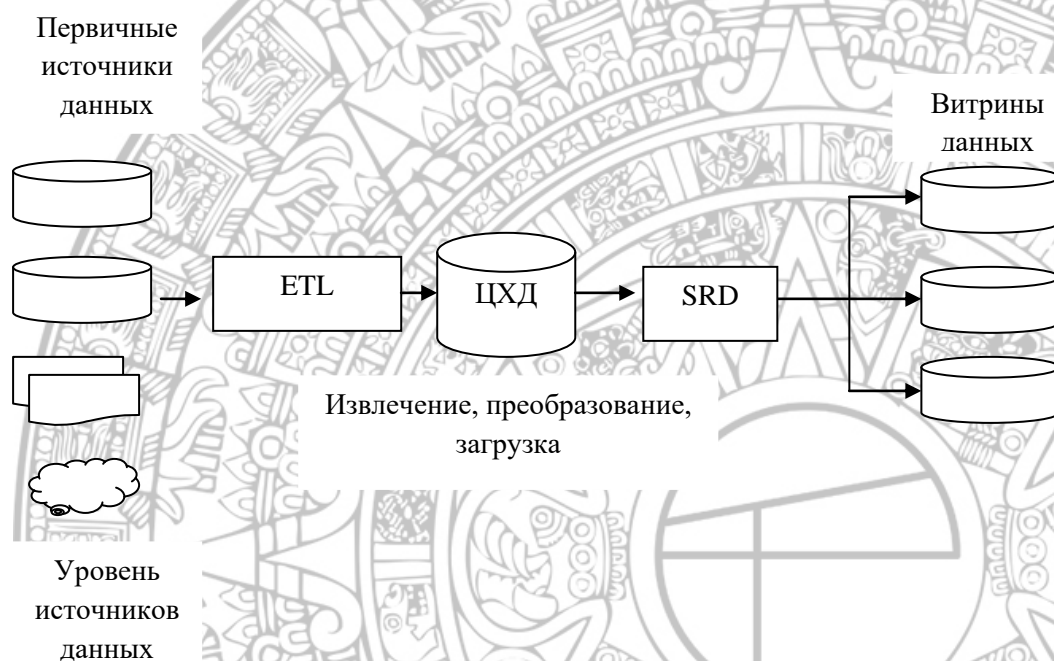 Первичные
источники
данных
Витрины
данных
ETL
ЦХД
SRD
Извлечение, преобразование,
загрузка
Уровень
источников
данных